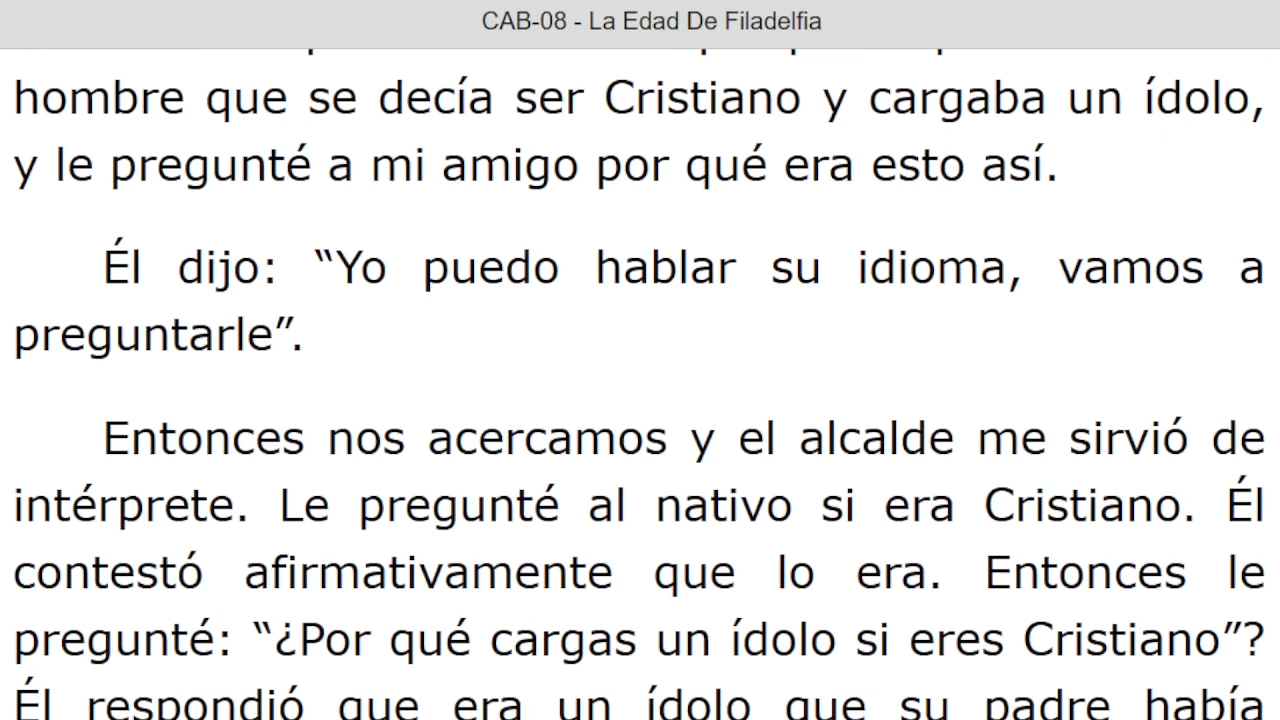 CAB-08 - La Edad De Filadelfia
hombre que se decía ser Cristiano y cargaba un ídolo,
y le pregunté a mi amigo por qué era esto así.
Él dijo: “Yo puedo hablar su idioma, vamos a
preguntarle”.
Entonces nos acercamos y el alcalde me sirvió de
intérprete. Le pregunté al nativo si era Cristiano. Él
contestó afirmativamente que lo era. Entonces le
pregunté: “¿Por qué cargas un ídolo si eres Cristiano”?
Él respondió que era un ídolo que su padre había